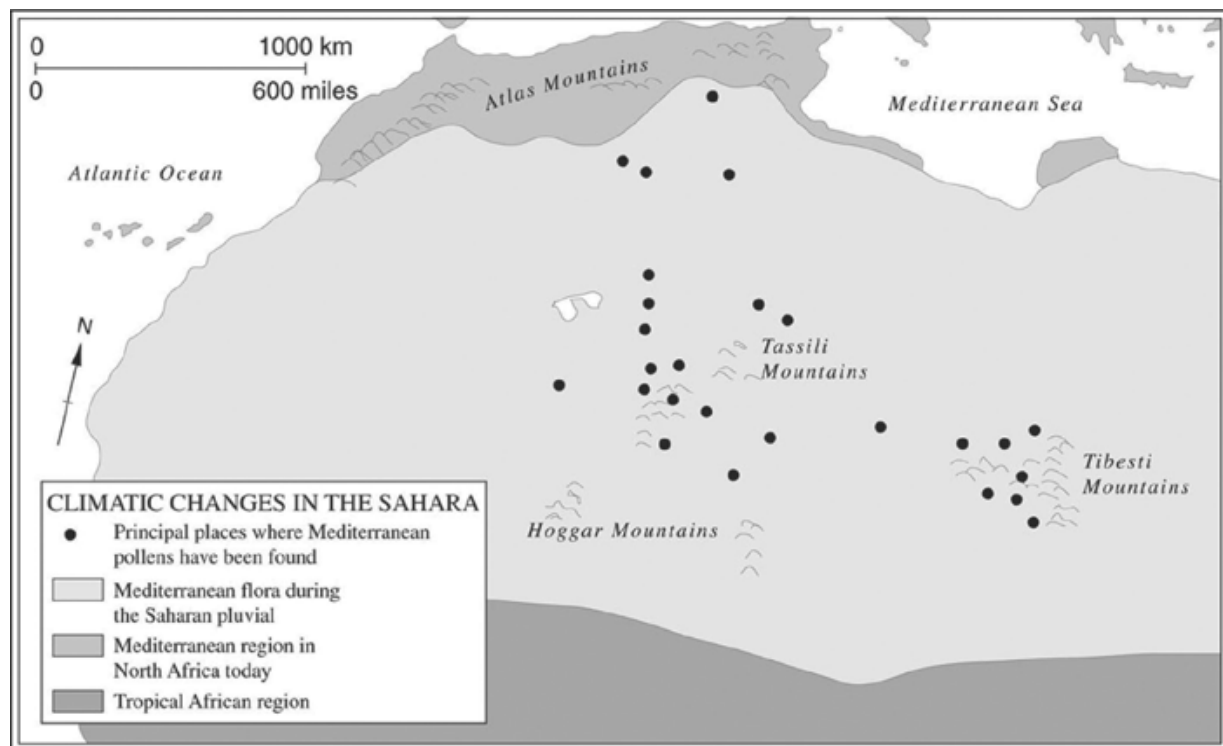 0 1000 km
0 600 miles
Atlas Mountains
Mediterranean Sea
Atlantic Ocean
N
Tassili
Mountains
Tibesti
Mountains
Hoggar Mountains
CLIMATIC CHANGES IN THE SAHARA
Principal places where Mediterranean
pollens have been found
Mediterranean flora during
the Saharan pluvial
Mediterranean region in
North Africa today
Tropical African region